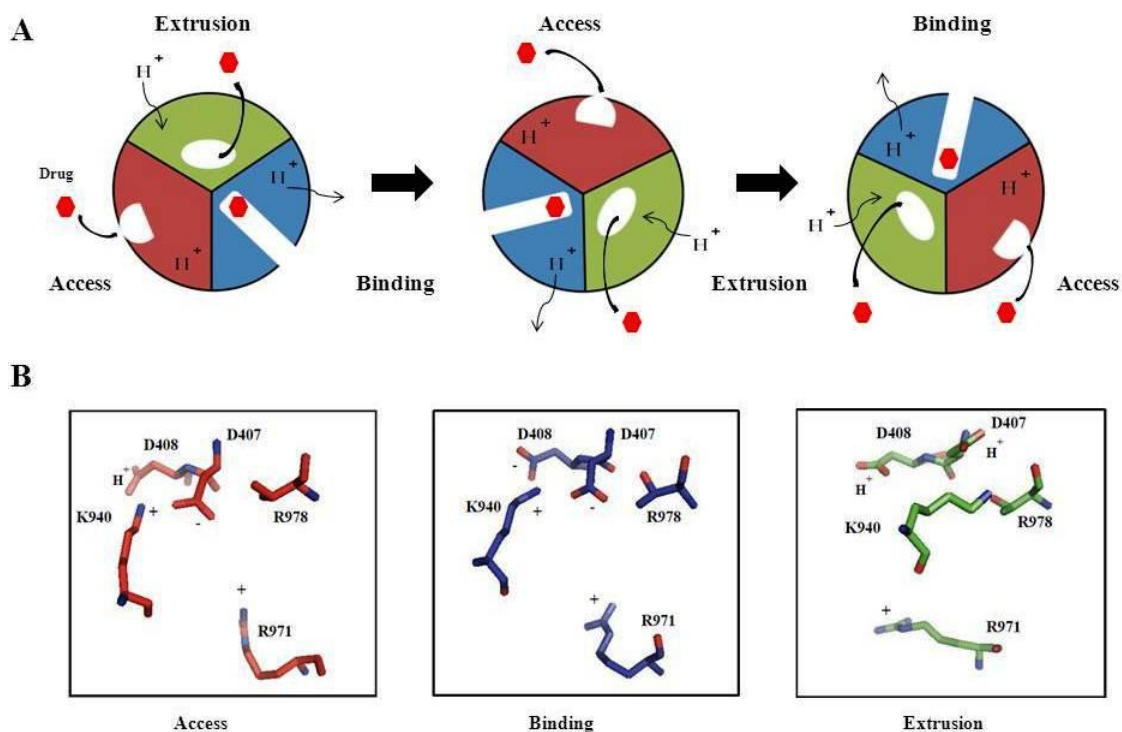 A
Extrusion
Access
Binding
H+
H+
H+
H+
Drug
H+
H+
H+
H+
H+
H+
H+
H+
Access
Binding
Extrusion
Access
B
D408
D407
H+
+
-
K940
R978
+
R971
D408
D407
-
+
-
K940
R978
+
R971
D408
D407
H+
H+
K940
R978
+
R971
Access
Binding
Extrusion